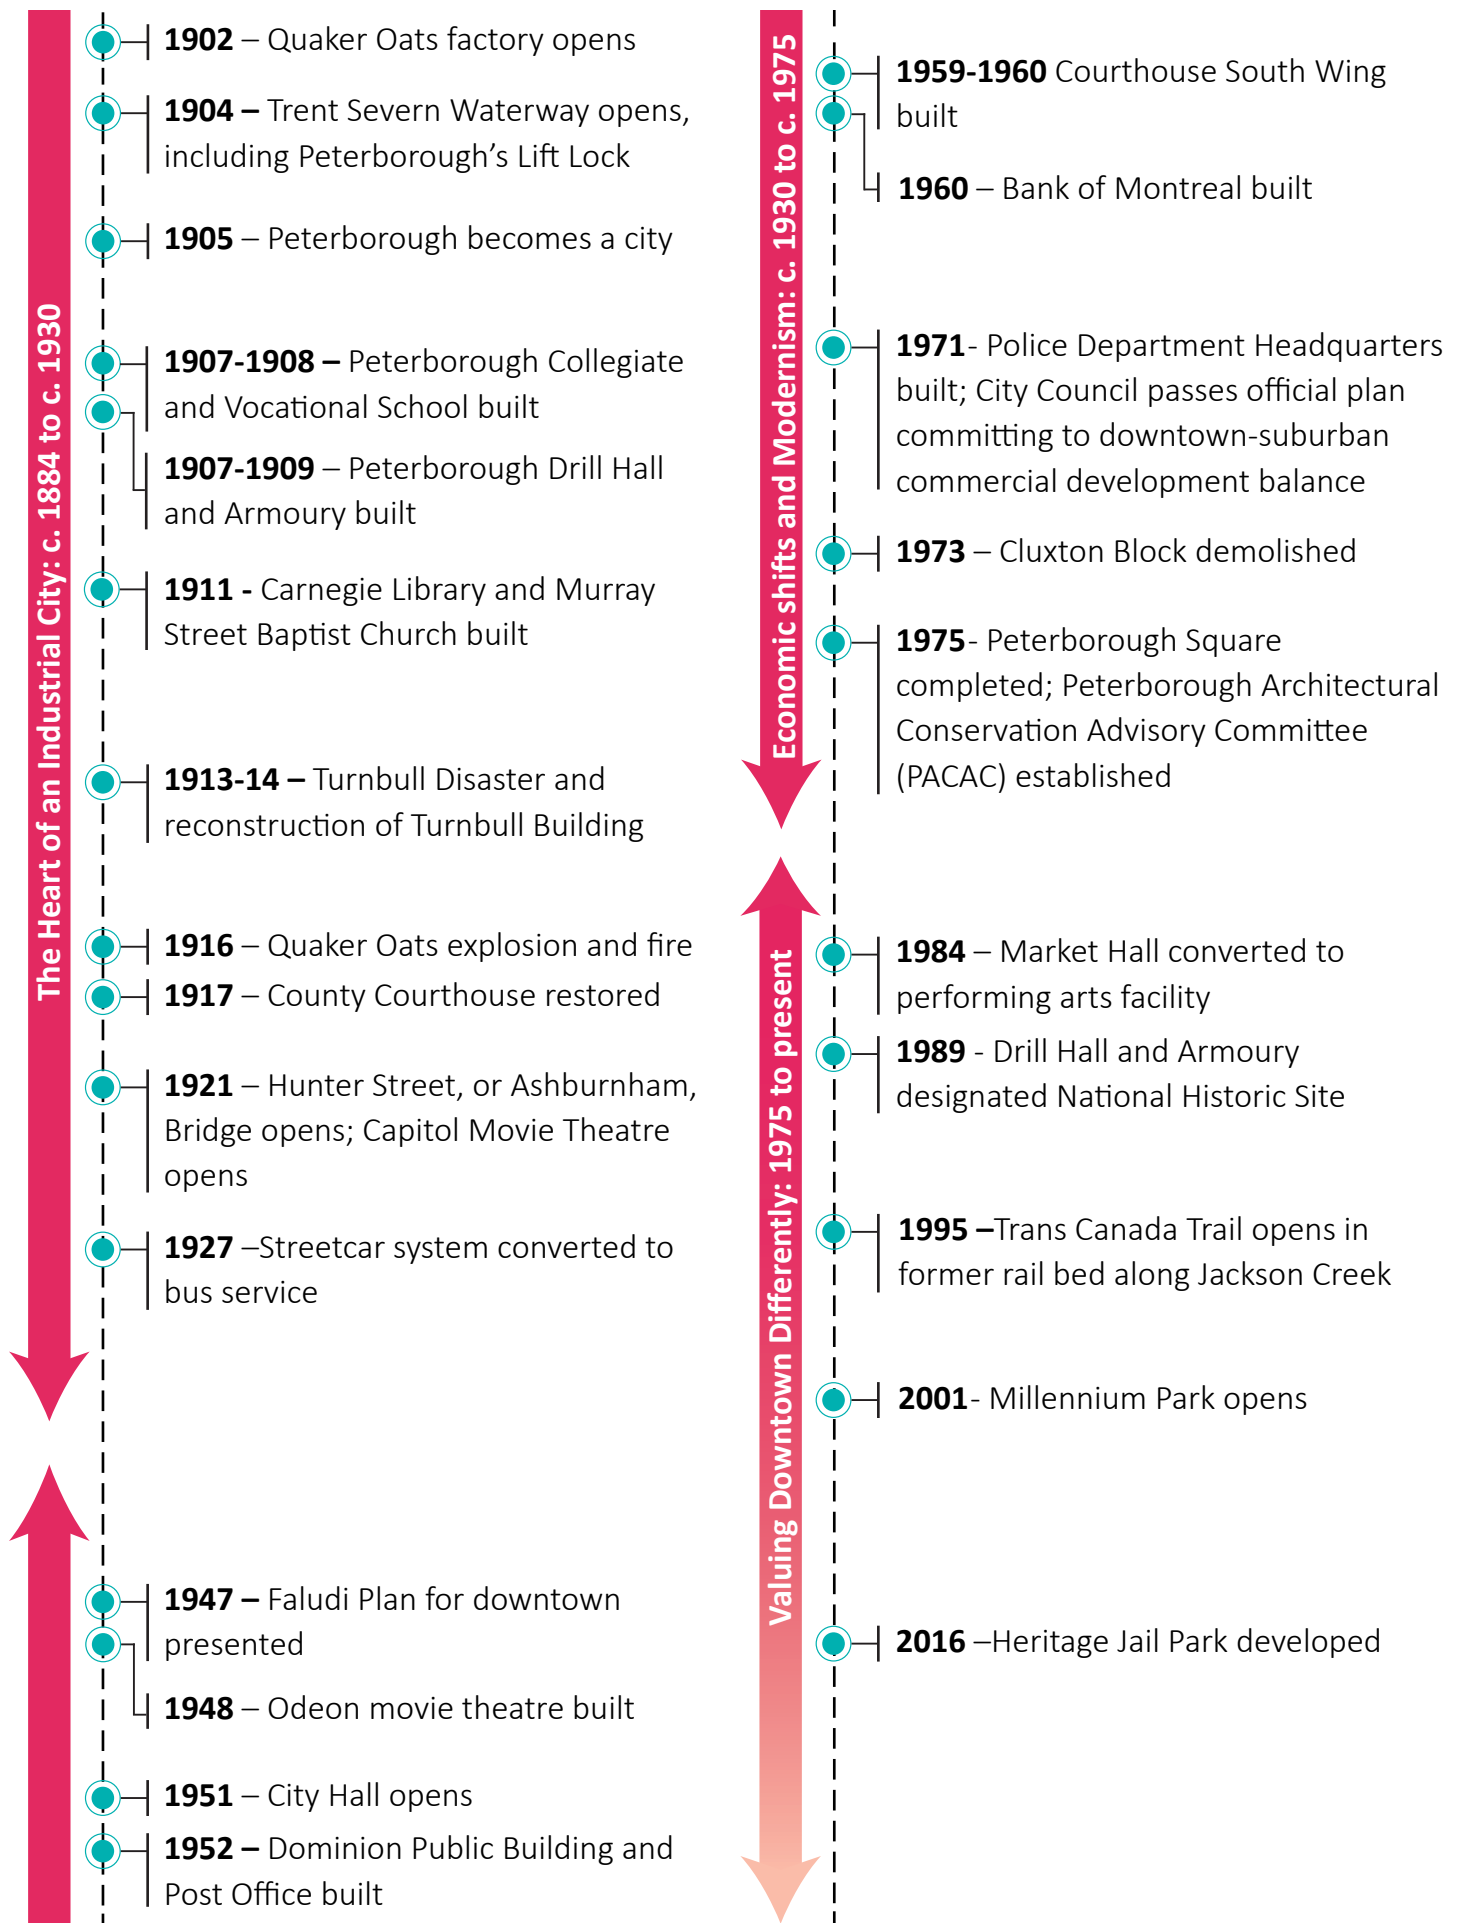 The Heart of an Industrial City: c. 1884 to c. 1930
1902 – Quaker Oats factory opens
1904 – Trent Severn Waterway opens,
including Peterborough’s Lift Lock
1905 – Peterborough becomes a city
1907-1908 – Peterborough Collegiate
and Vocational School built
1907-1909 – Peterborough Drill Hall
and Armoury built
1911 - Carnegie Library and Murray
Street Baptist Church built
1913-14 – Turnbull Disaster and
reconstruction of Turnbull Building
1916 – Quaker Oats explosion and fire
1917 – County Courthouse restored
1921 – Hunter Street, or Ashburnham,
Bridge opens; Capitol Movie Theatre
opens
1927 –Streetcar system converted to
bus service
1947 – Faludi Plan for downtown
presented
1948 – Odeon movie theatre built
1951 – City Hall opens
1952 – Dominion Public Building and
Post Office built
Economic shifts and Modernism: c. 1930 to c. 1975
1959-1960 Courthouse South Wing
built
1960 – Bank of Montreal built
1971- Police Department Headquarters
built; City Council passes official plan
committing to downtown-suburban
commercial development balance
1973 – Cluxton Block demolished
1975- Peterborough Square
completed; Peterborough Architectural
Conservation Advisory Committee
(PACAC) established
Valuing Downtown Differently: 1975 to present
1984 – Market Hall converted to
performing arts facility
1989 - Drill Hall and Armoury
designated National Historic Site
1995 –Trans Canada Trail opens in
former rail bed along Jackson Creek
2001- Millennium Park opens
2016 –Heritage Jail Park developed